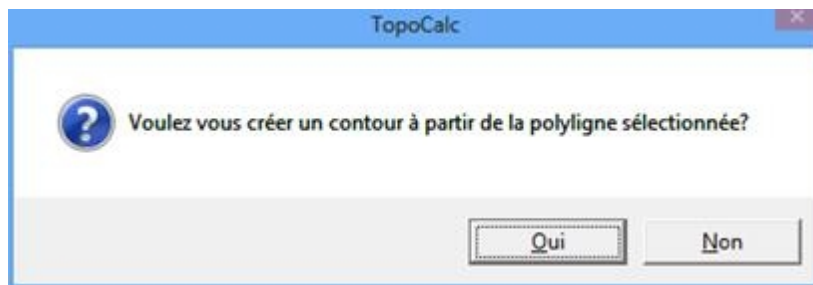 TopoCalc
Voulez vous créer un contour à partir de la polyligne sélectionnée?
Oui
Non